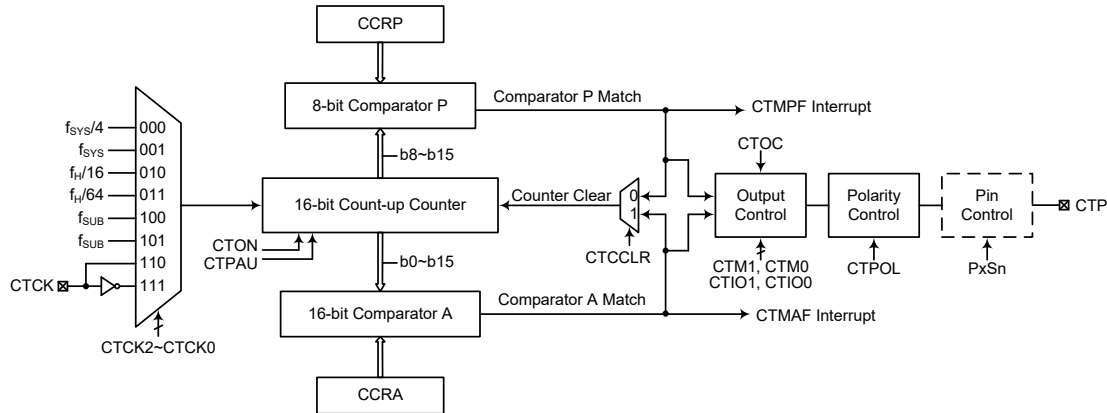 CCRP
8-bit Comparator P
Comparator P Match
CTMPF Interrupt
b8~b15
fSYS/4
000
fSYS
001
fH/16
010
fH/64
011
fSUB
100
fSUB
101
110
111
CTCK
CTCK2~CTCK0
16-bit Count-up Counter
CTON
CTPAU
Counter Clear
0
1
CTCCLR
CTOC
Output
Control
CTM1, CTM0
CTIO1, CTIO0
Polarity
Control
CTPOL
Pin
Control
PxSn
CTP
b0~b15
16-bit Comparator A
Comparator A Match
CTMAF Interrupt
CCRA